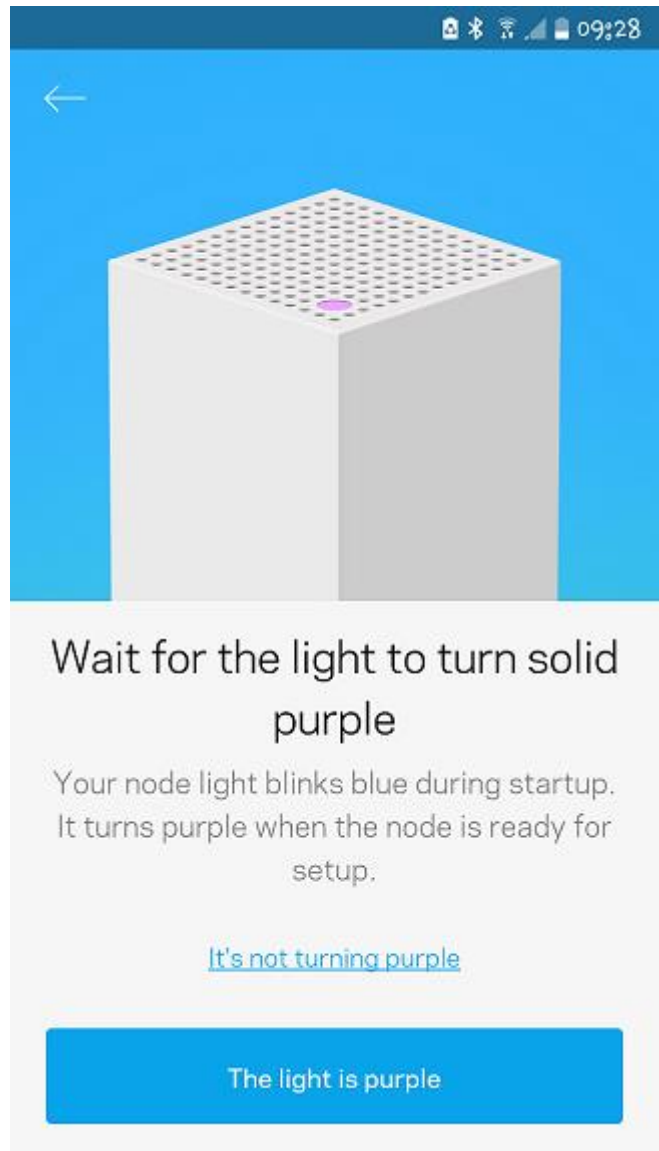 09:28
Wait for the light to turn solid
purple
Your node light blinks blue during startup.
It turns purple when the node is ready for
setup.
It's not turning purple
The light is purple